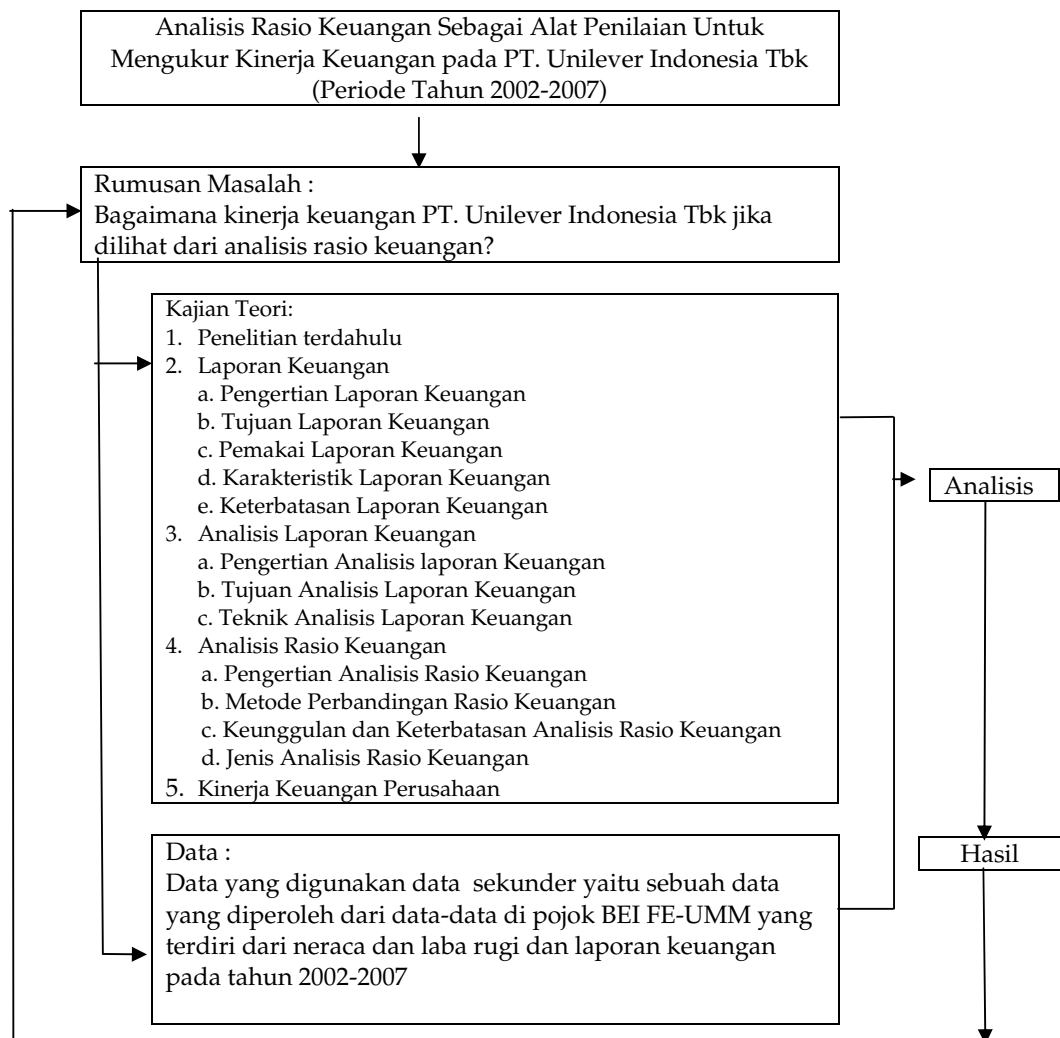 Analisis Rasio Keuangan Sebagai Alat Penilaian Untuk
Mengukur Kinerja Keuangan pada PT. Unilever Indonesia Tbk
(Periode Tahun 2002-2007)
Rumusan Masalah :
Bagaimana kinerja keuangan PT. Unilever Indonesia Tbk jika
dilihat dari analisis rasio keuangan?
Kajian Teori:
1. Penelitian terdahulu
2. Laporan Keuangan
a. Pengertian Laporan Keuangan
b. Tujuan Laporan Keuangan
c. Pemakai Laporan Keuangan
d. Karakteristik Laporan Keuangan
e. Keterbatasan Laporan Keuangan
3. Analisis Laporan Keuangan
a. Pengertian Analisis laporan Keuangan
b. Tujuan Analisis Laporan Keuangan
c. Teknik Analisis Laporan Keuangan
4. Analisis Rasio Keuangan
a. Pengertian Analisis Rasio Keuangan
b. Metode Perbandingan Rasio Keuangan
c. Keunggulan dan Keterbatasan Analisis Rasio Keuangan
d. Jenis Analisis Rasio Keuangan
5. Kinerja Keuangan Perusahaan
Analisis
Hasil
Data :
Data yang digunakan data sekunder yaitu sebuah data
yang diperoleh dari data-data di pojok BEI FE-UMM yang
terdiri dari neraca dan laba rugi dan laporan keuangan
pada tahun 2002-2007